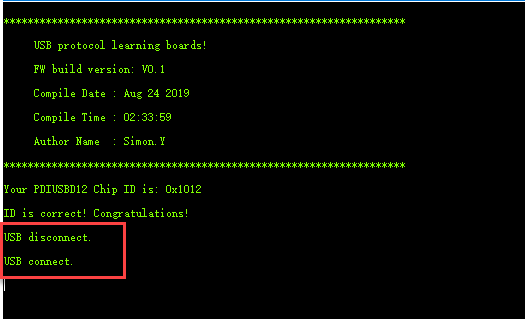 *******************************************************************
USB protocol learning boards!
FW build version: V0.1
Compile Date : Aug 24 2019
Compile Time : 02:33:59
Author Name  : Simon.Y
*******************************************************************
Your PDIUSBD12 Chip ID is: 0x1012
ID is correct! Congratulations!
USB disconnect.
USB connect.